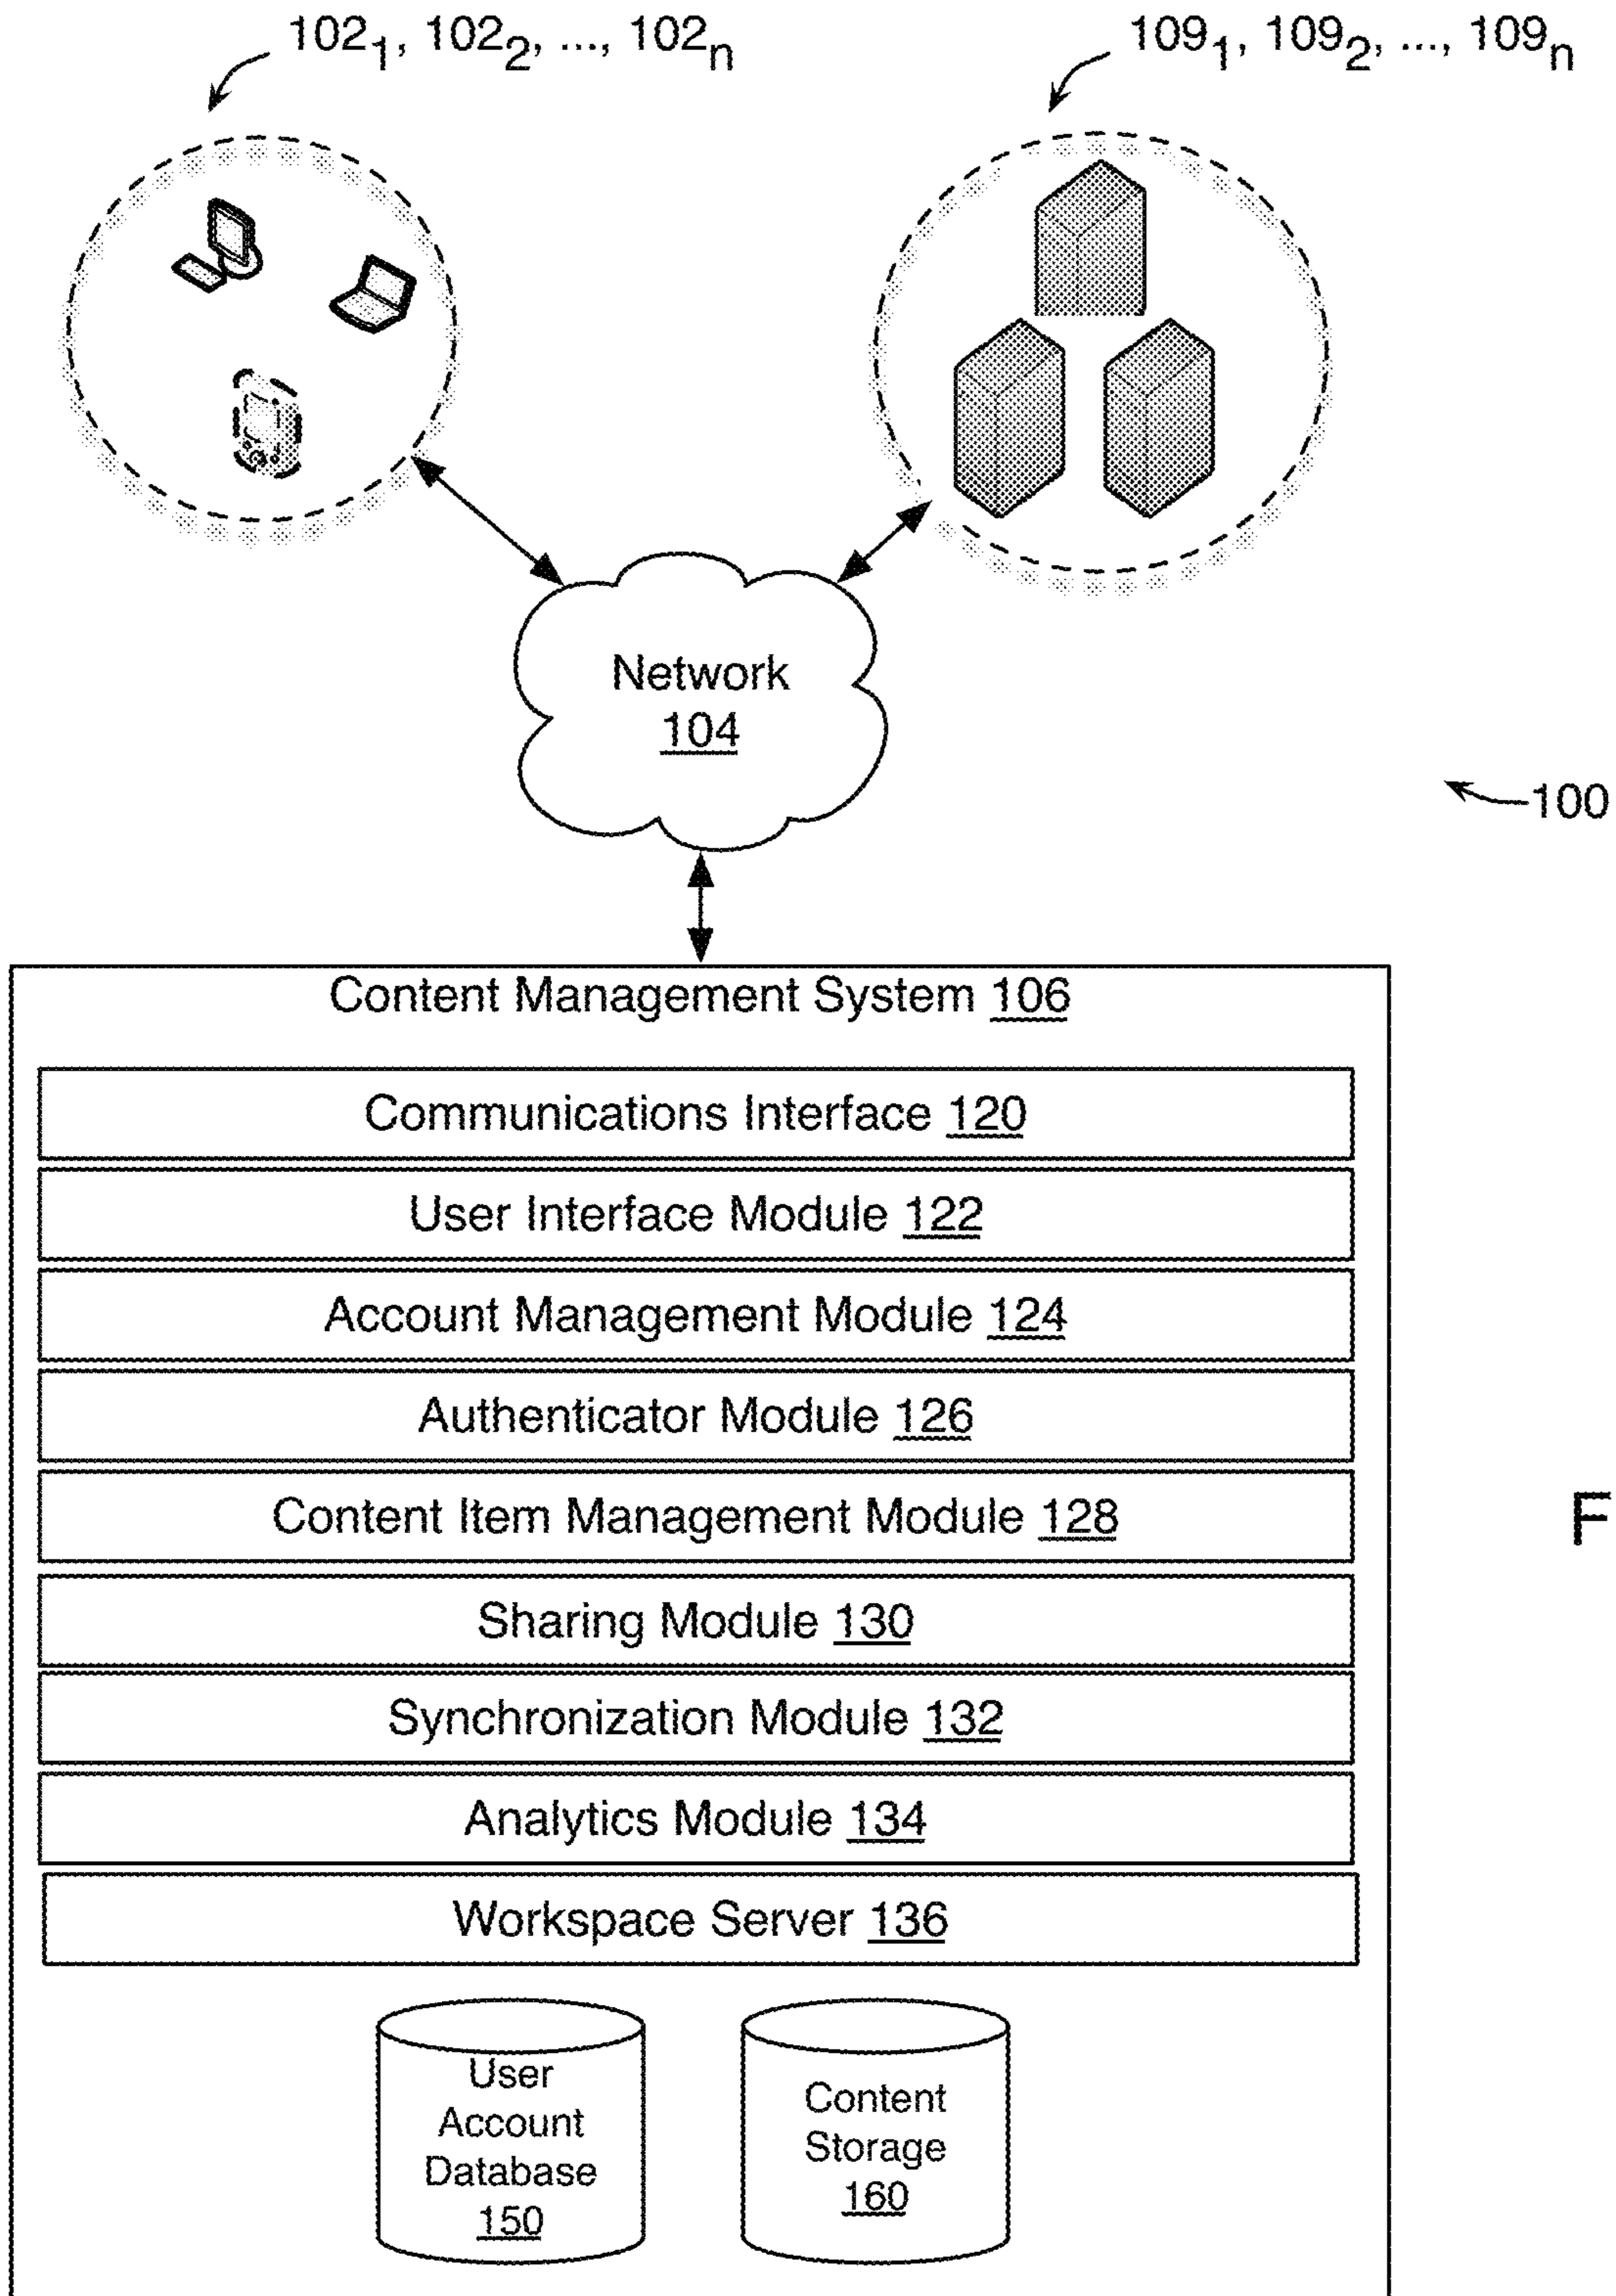 102₁, 102₂, ..., 102ₙ
109₁, 109₂, ..., 109ₙ
Network
104
100
Content Management System 106
Communications Interface 120
User Interface Module 122
Account Management Module 124
Authenticator Module 126
Content Item Management Module 128
F
Sharing Module 130
Synchronization Module 132
Analytics Module 134
Workspace Server 136
User
Account
Database
150
Content
Storage
160